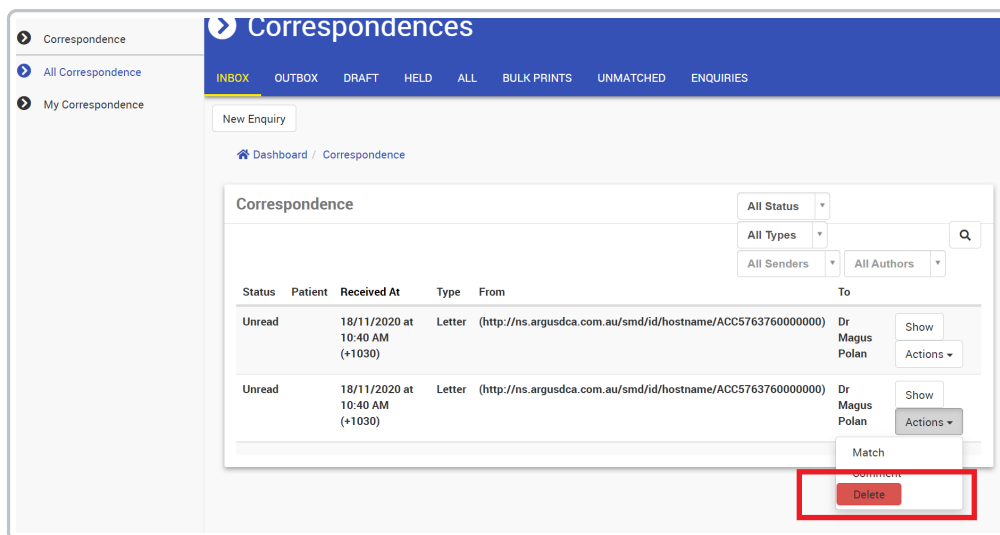 Correspondence
All Correspondence
My Correspondence
Correspondences
INBOX OUTBOX DRAFT HELD ALL BULK PRINTS UNMATCHED ENQUIRIES
New Enquiry
Dashboard / Correspondence
Correspondence
All Status
All Types
All Senders All Authors
Status Patient Received At Type From To
Unread 18/11/2020 at Letter (http://ns.argusdca.com.au/smd/id/hostname/ACC5763760000000) Dr Show
10:40 AM Magus
(+1030) Polan Actions
Unread 18/11/2020 at Letter (http://ns.argusdca.com.au/smd/id/hostname/ACC5763760000000) Dr Show
10:40 AM Magus
(+1030) Polan Actions
Match
Comment
Delete